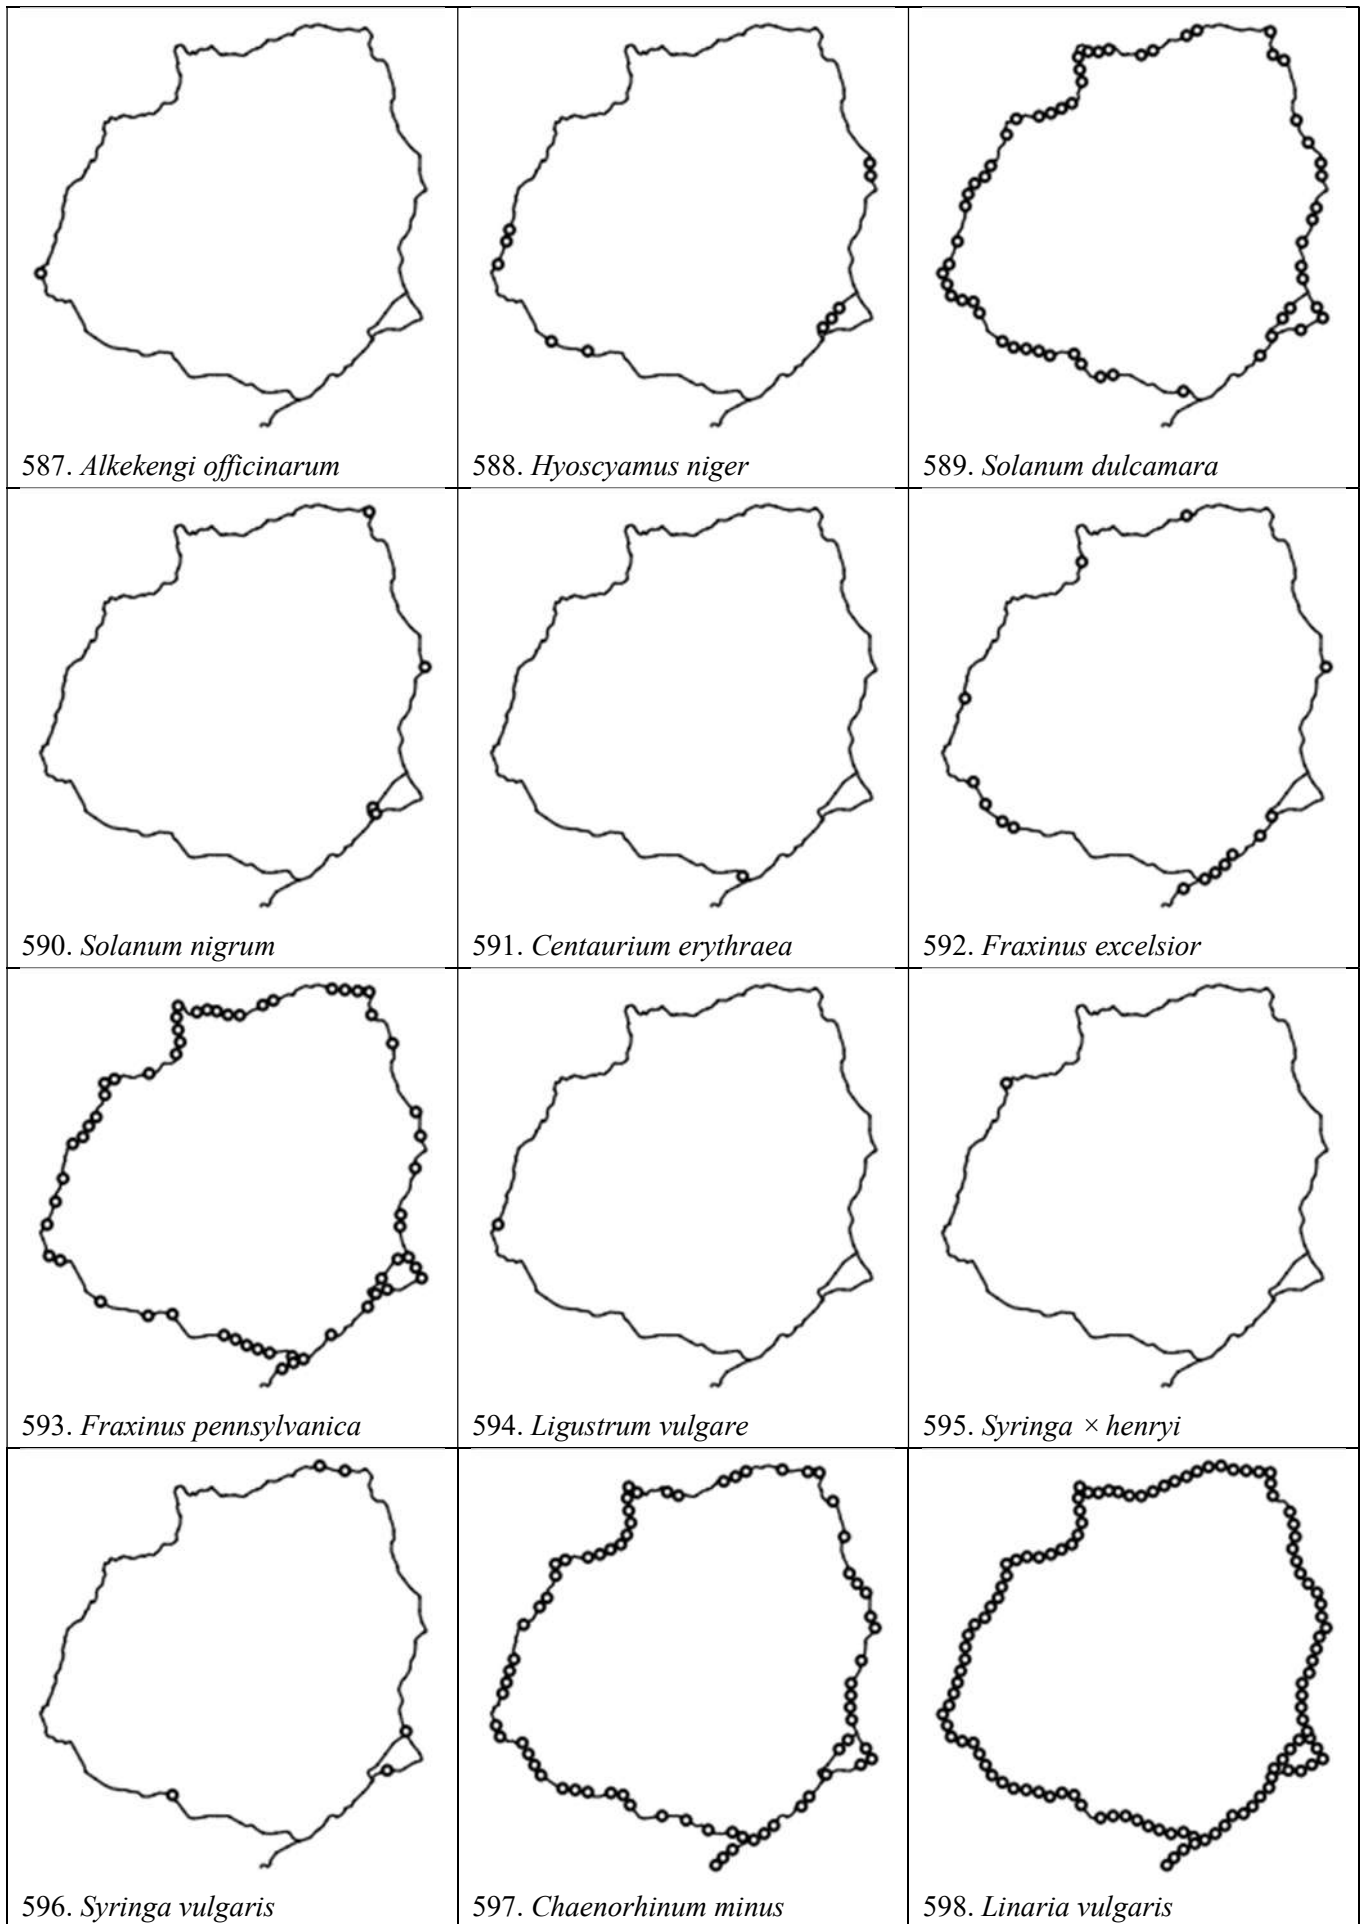 587. Alkekengi officinarum
588. Hyoscyamus niger
589. Solanum dulcamara
590. Solanum nigrum
591. Centaurium erythraea
592. Fraxinus excelsior
593. Fraxinus pennsylvanica
594. Ligustrum vulgare
595. Syringa × henryi
596. Syringa vulgaris
597. Chaenorhinum minus
598. Linaria vulgaris